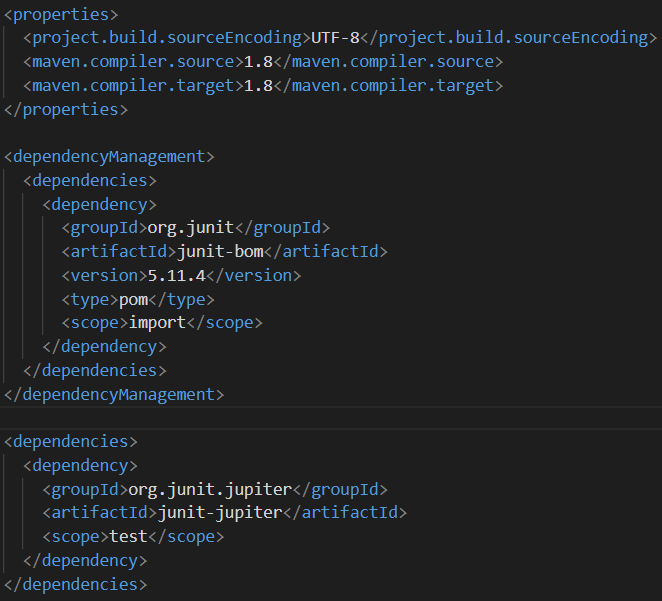 <properties>
<project.build.sourceEncoding>UTF-8</project.build.sourceEncoding>
<maven.compiler.source>1.8</maven.compiler.source>
<maven.compiler.target>1.8</maven.compiler.target>
</properties>
<dependencyManagement>
<dependencies>
<dependency>
<groupId>org.junit</groupId>
<artifactId>junit-bom</artifactId>
<version>5.11.4</version>
<type>pom</type>
<scope>import</scope>
</dependency>
</dependencies>
</dependencyManagement>
<dependencies>
<dependency>
<groupId>org.junit.jupiter</groupId>
<artifactId>junit-jupiter</artifactId>
<scope>test</scope>
</dependency>
</dependencies>